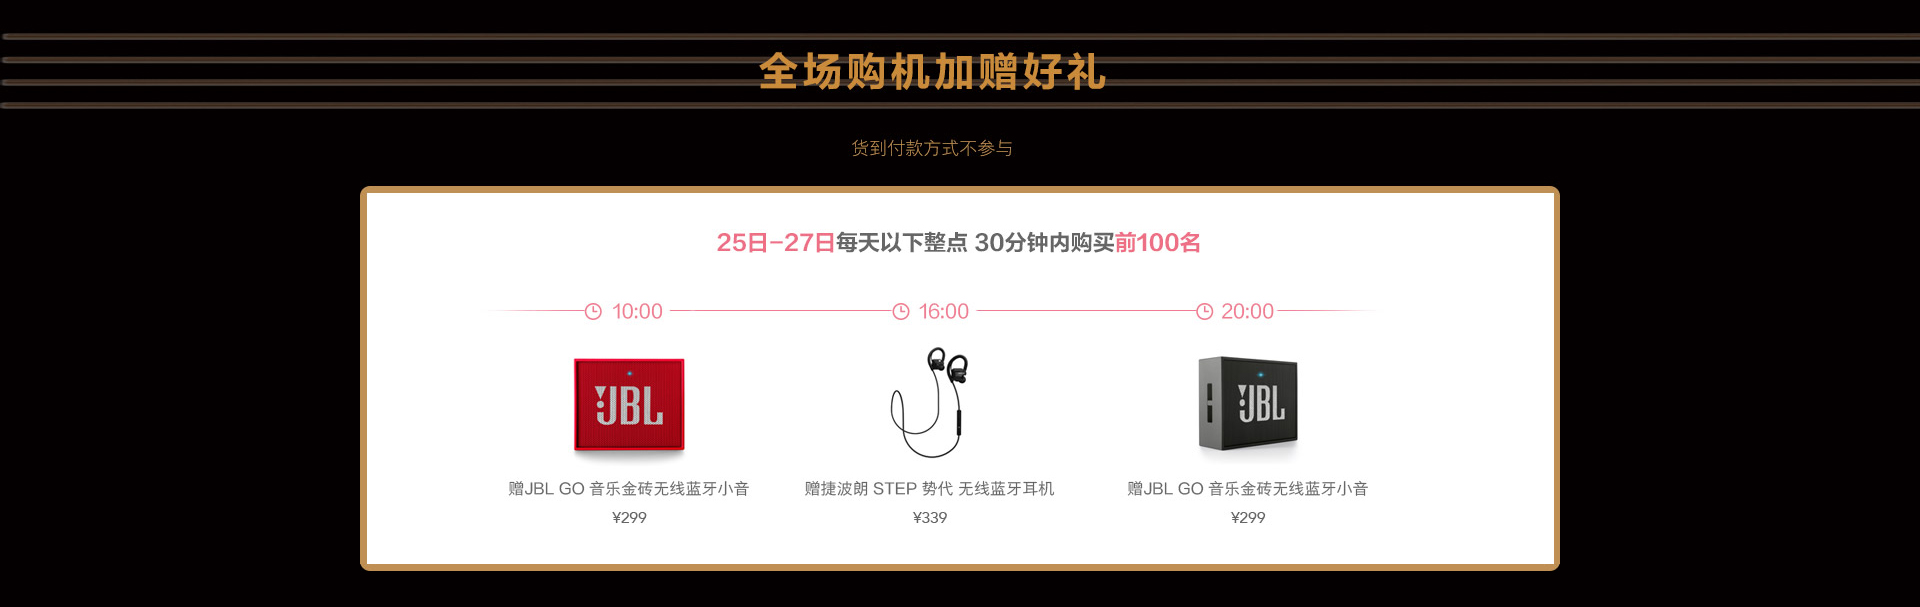 全场购机加赠好礼
货到付款方式不参与
25日-27日每天以下整点 30分钟内购买前100名
10:00
16:00
20:00
JBL
JBL
赠JBL GO 音乐金砖无线蓝牙小音
赠捷波朗 STEP 势代 无线蓝牙耳机
赠JBL GO 音乐金砖无线蓝牙小音
¥299
¥339
¥299